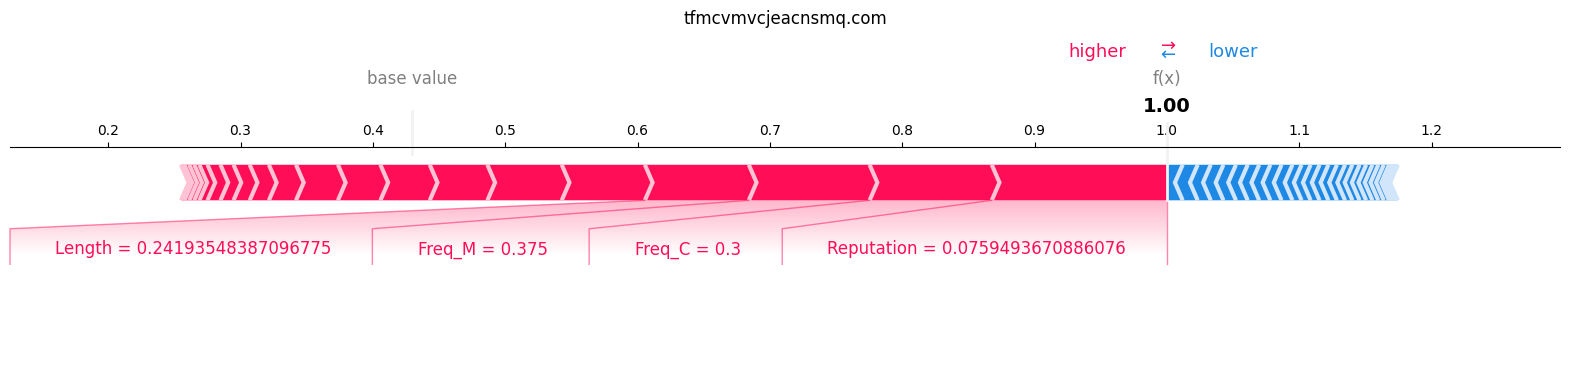 tfmcvmvcjeacnsmq.com
higher ⇄ lower
base value f(x)
1.00
0.2 0.3 0.4 0.5 0.6 0.7 0.8 0.9 1.0 1.1 1.2
Length = 0.24193548387096775 Freq_M = 0.375 Freq_C = 0.3 Reputation = 0.0759493670886076